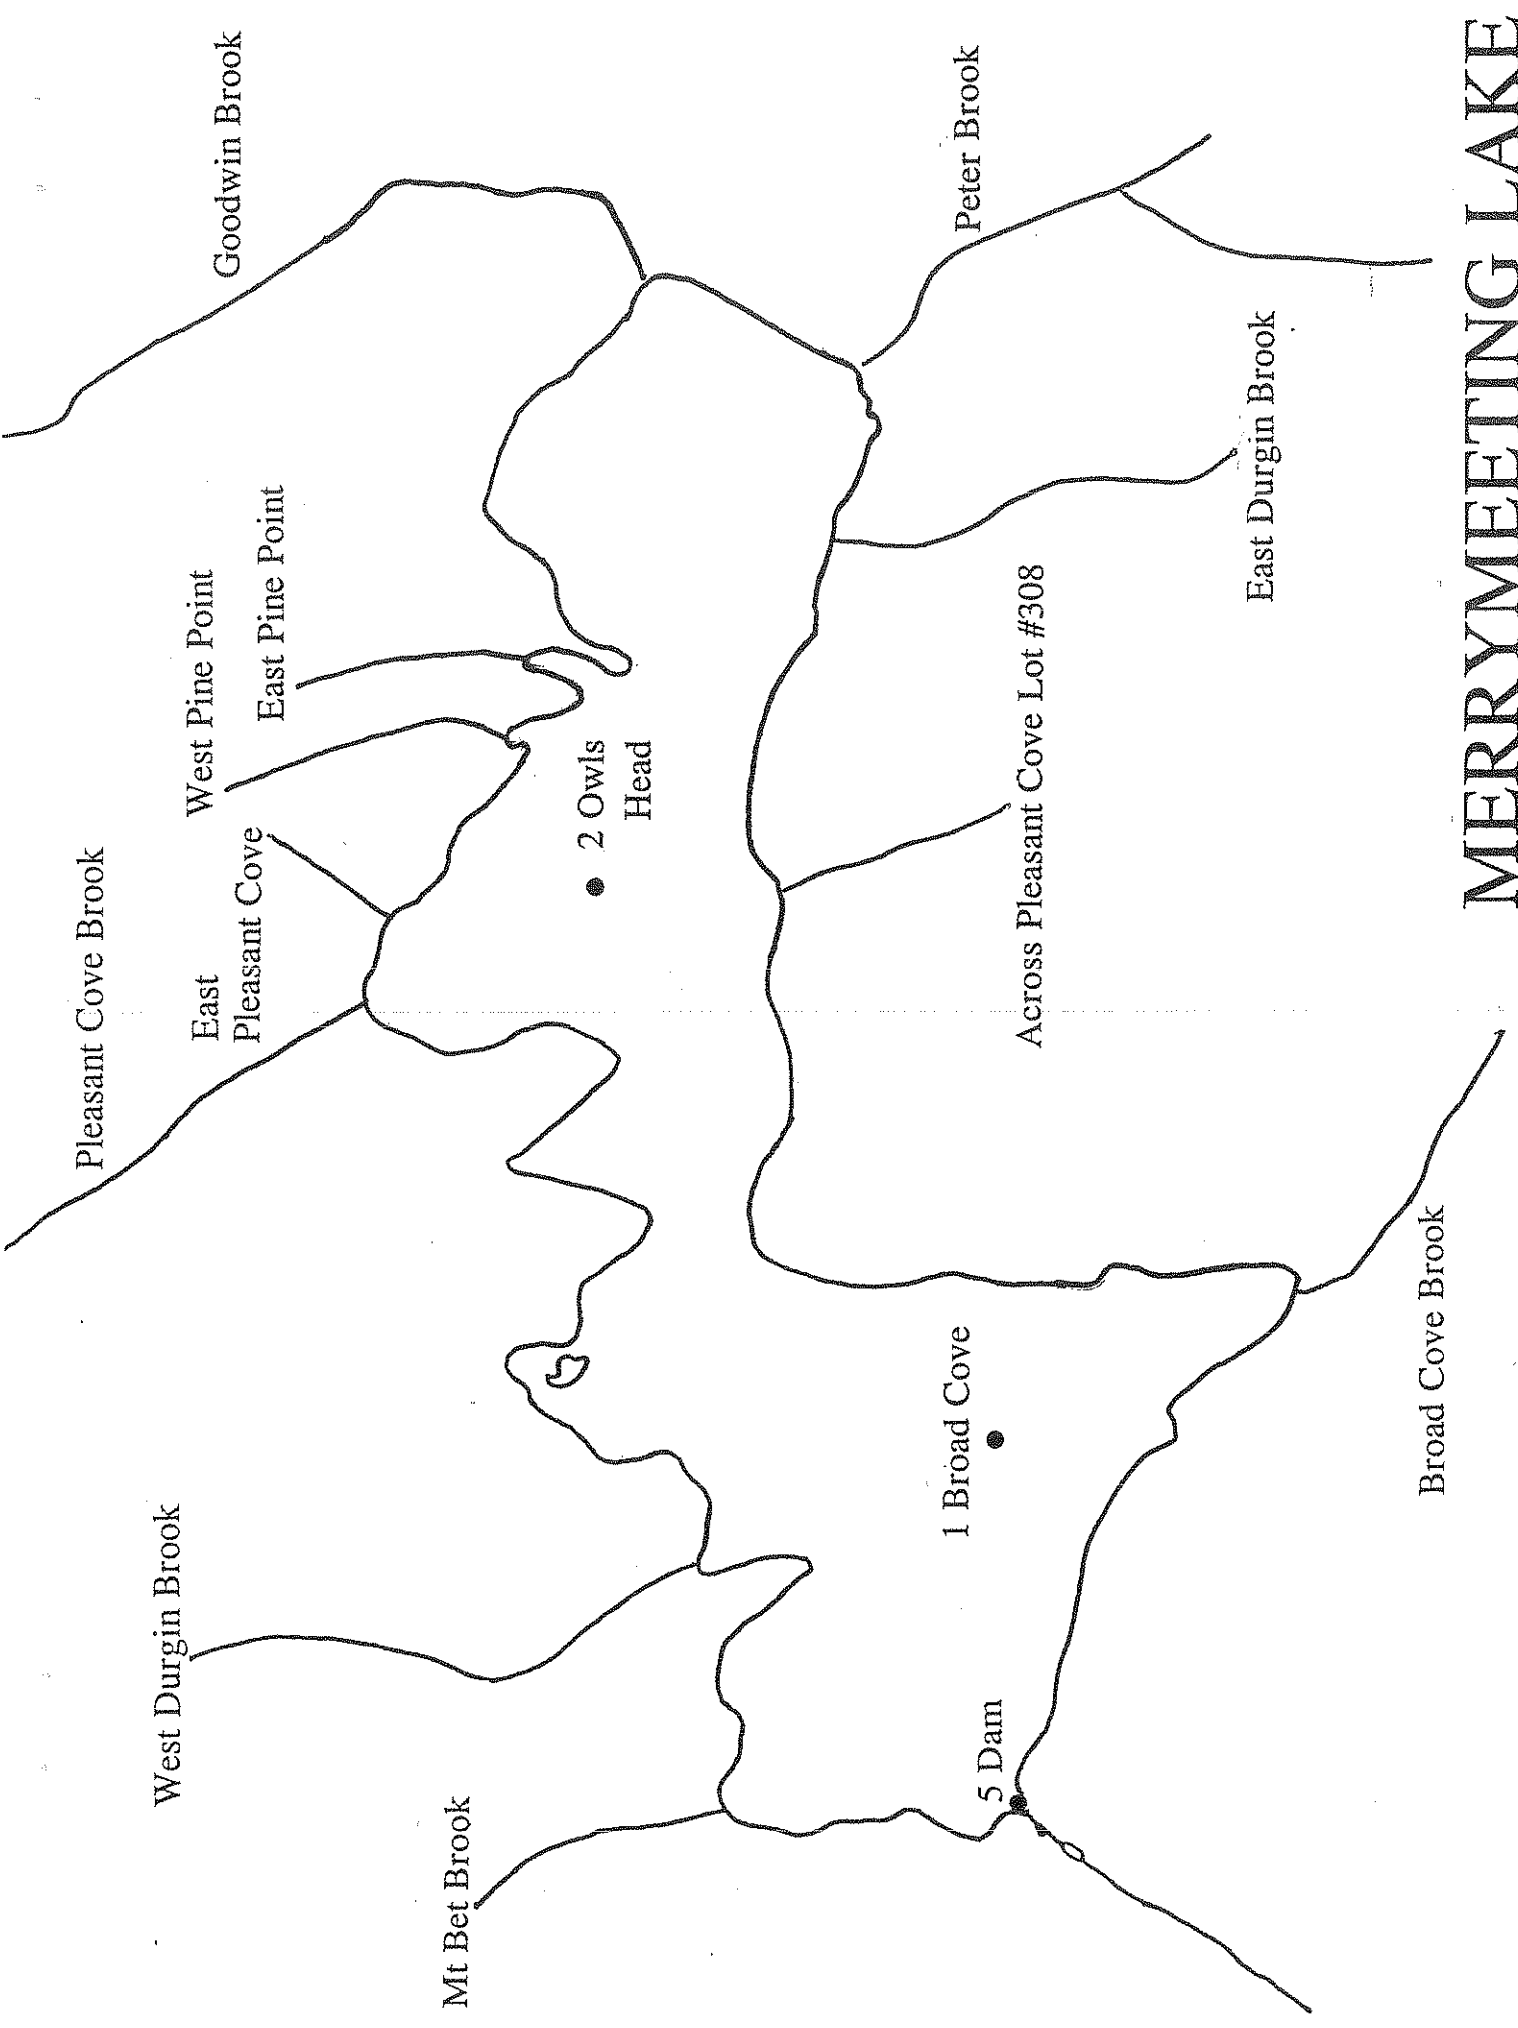 Goodwin Brook
West Pine Point
East Pine Point
Pleasant Cove Brook
East
Pleasant Cove
West Durgin Brook
Mt Bet Brook
2 Owls
Head
Peter Brook
1 Broad Cove
5 Dam
Across Pleasant Cove Lot #308
East Durgin Brook
Broad Cove Brook
MERRYMEETING LAKE